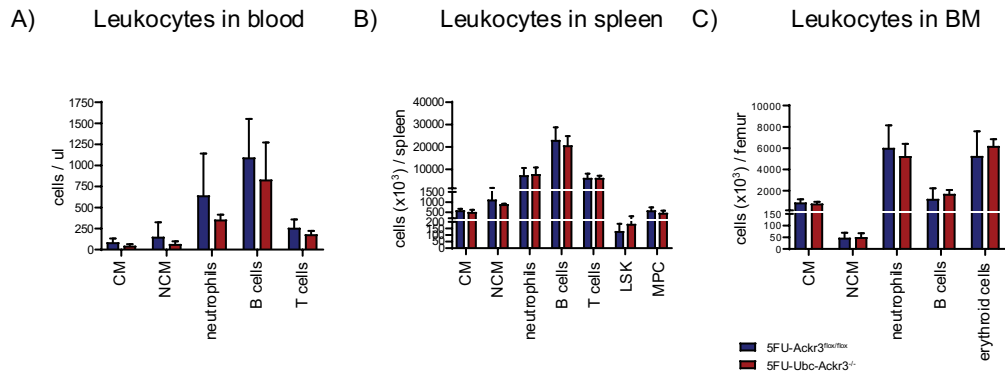 A) Leukocytes in blood
B) Leukocytes in spleen
C) Leukocytes in BM
cells / ul
1750
1500
1250
1000
750
500
250
0
CM
NCM
neutrophils
B cells
T cells
cells (x10³) / spleen
40000
30000
20000
10000
1500
1000
500
200
150
100
50
0
CM
NCM
neutrophils
B cells
T cells
LSK
MPC
cells (x10³) / femur
10000
8000
6000
4000
2000
150
100
50
0
CM
NCM
neutrophils
B cells
erythroid cells
5FU-Ackr3flox/flox
5FU-Ubc-Ackr3-/-